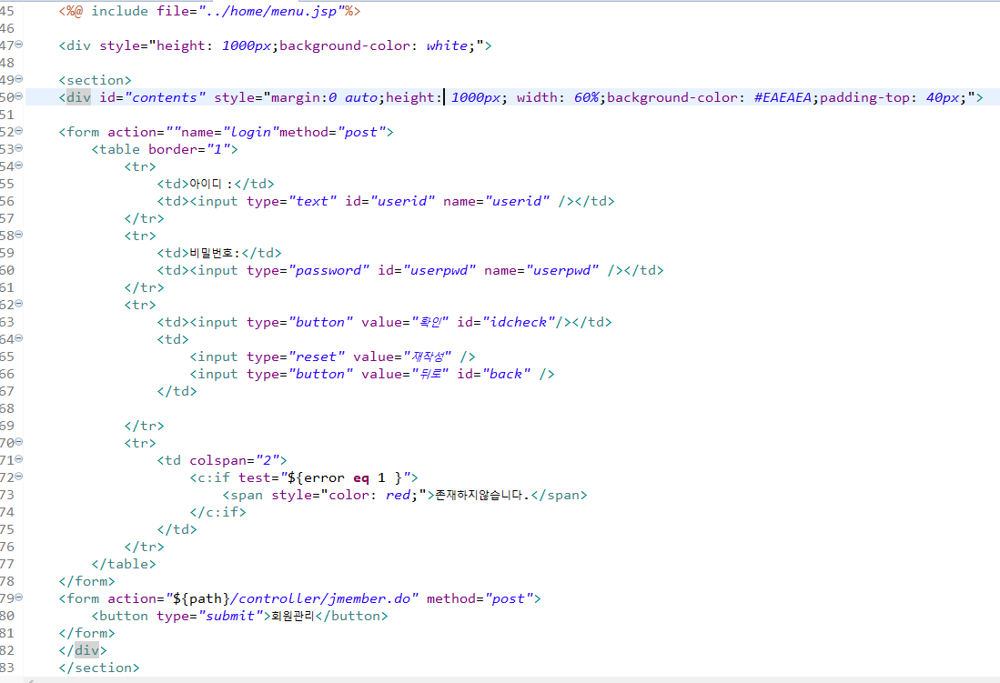 45 <%@ include file="../home/menu.jsp"%>
46
47 <div style="height: 1000px;background-color: white;">
48
49 <section>
50 <div id="contents" style="margin:0 auto;height: 1000px; width: 60%;background-color: #EAEAEA;padding-top: 40px;">
51
52 <form action=""name="login"method="post">
53 <table border="1">
54 <tr>
55 <td>아이디 :</td>
56 <td><input type="text" id="userid" name="userid" /></td>
57 </tr>
58 <tr>
59 <td>비밀번호:</td>
60 <td><input type="password" id="userpwd" name="userpwd" /></td>
61 </tr>
62 <tr>
63 <td><input type="button" value="확인" id="idcheck"/></td>
64 <td>
65 <input type="reset" value="재작성" />
66 <input type="button" value="뒤로" id="back" />
67 </td>
68
69 </tr>
70 <tr>
71 <td colspan="2">
72 <c:if test="${error eq 1 }">
73 <span style="color: red;">존재하지않습니다.</span>
74 </c:if>
75 </td>
76 </tr>
77 </table>
78 </form>
79 <form action="${path}/controller/jmember.do" method="post">
80 <button type="submit">회원관리</button>
81 </form>
82 </div>
83 </section>